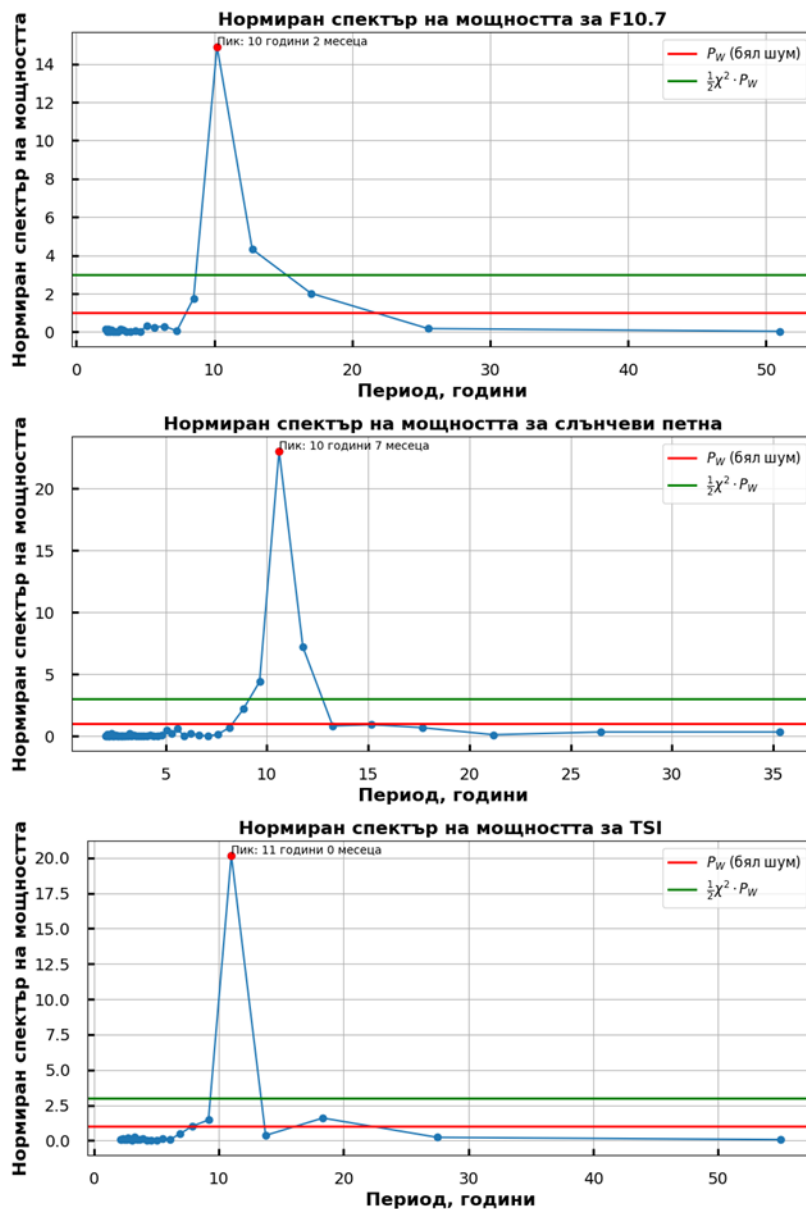 Нормиран спектър на мощността за F10.7
Нормиран спектър на мощността
Пик: 10 години 2 месеца
P_W (бял шум)
½χ² · P_W
14
12
10
8
6
4
2
0
0 10 20 30 40 50
Период, години
Нормиран спектър на мощността за слънчеви петна
Нормиран спектър на мощността
Пик: 10 години 7 месеца
P_W (бял шум)
½χ² · P_W
20
15
10
5
0
5 10 15 20 25 30 35
Период, години
Нормиран спектър на мощността за TSI
Нормиран спектър на мощността
Пик: 11 години 0 месеца
P_W (бял шум)
½χ² · P_W
20.0
17.5
15.0
12.5
10.0
7.5
5.0
2.5
0.0
0 10 20 30 40 50
Период, години